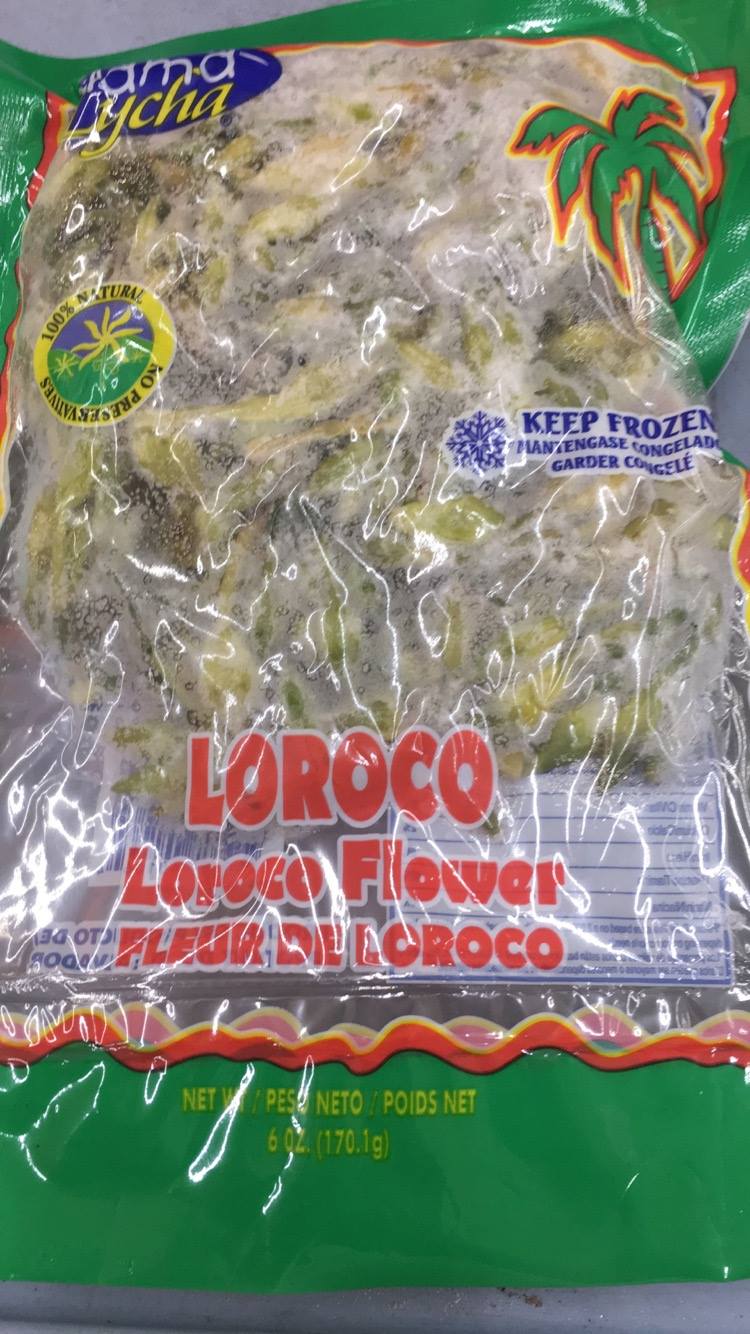 Lycha
100% NATURAL
NO PRESERVATIVES
KEEP FROZEN
MANTENGASE CONGELADO
GARDER CONGELÉ
LOROCO
Loroco Flower
FLEUR DE LOROCO
NET WT / PESO NETO / POIDS NET
6 OZ. (170.1g)